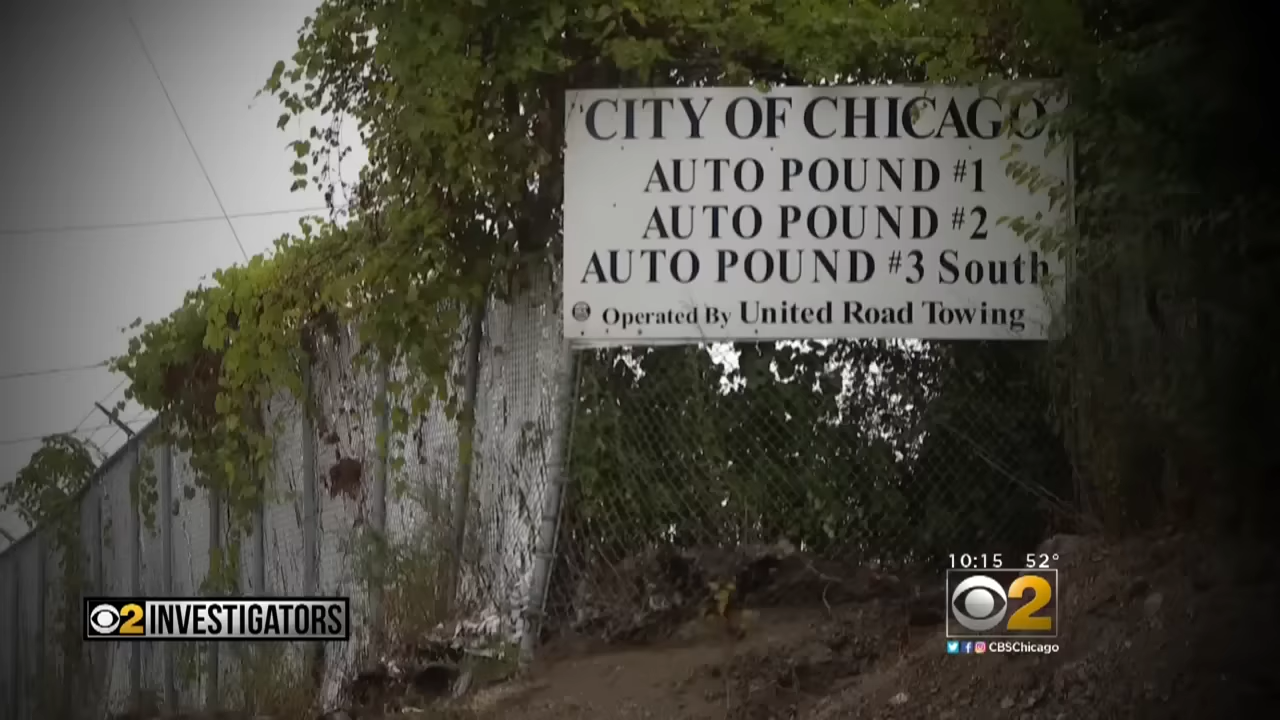 CITY OF CHICAGO
AUTO POUND #1
AUTO POUND #2
AUTO POUND #3 South
Operated By United Road Towing
10:15 52°
2
CBSChicago
2 INVESTIGATORS